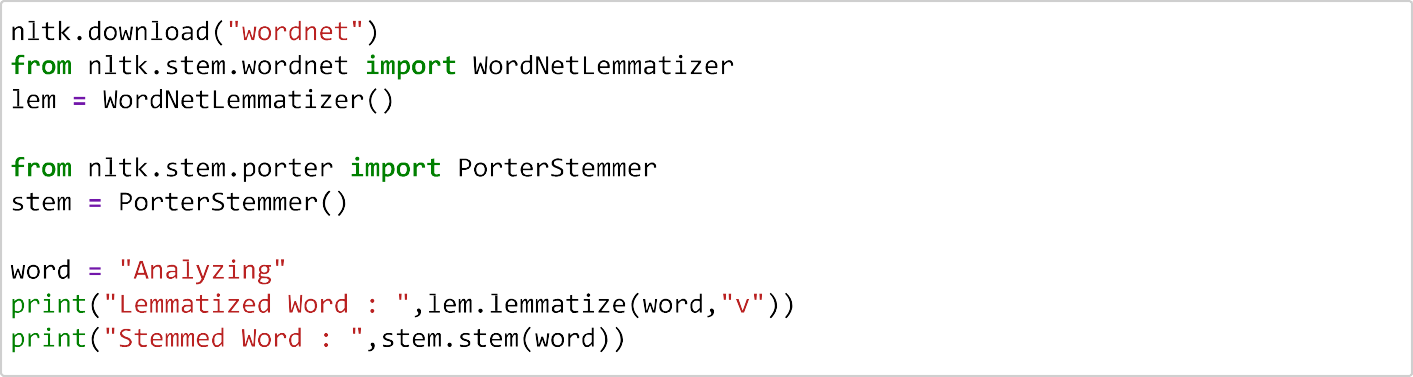 nltk.download("wordnet")
from nltk.stem.wordnet import WordNetLemmatizer
lem = WordNetLemmatizer()
from nltk.stem.porter import PorterStemmer
stem = PorterStemmer()
word = "Analyzing"
print("Lemmatized Word : ",lem.lemmatize(word,"v"))
print("Stemmed Word : ",stem.stem(word))